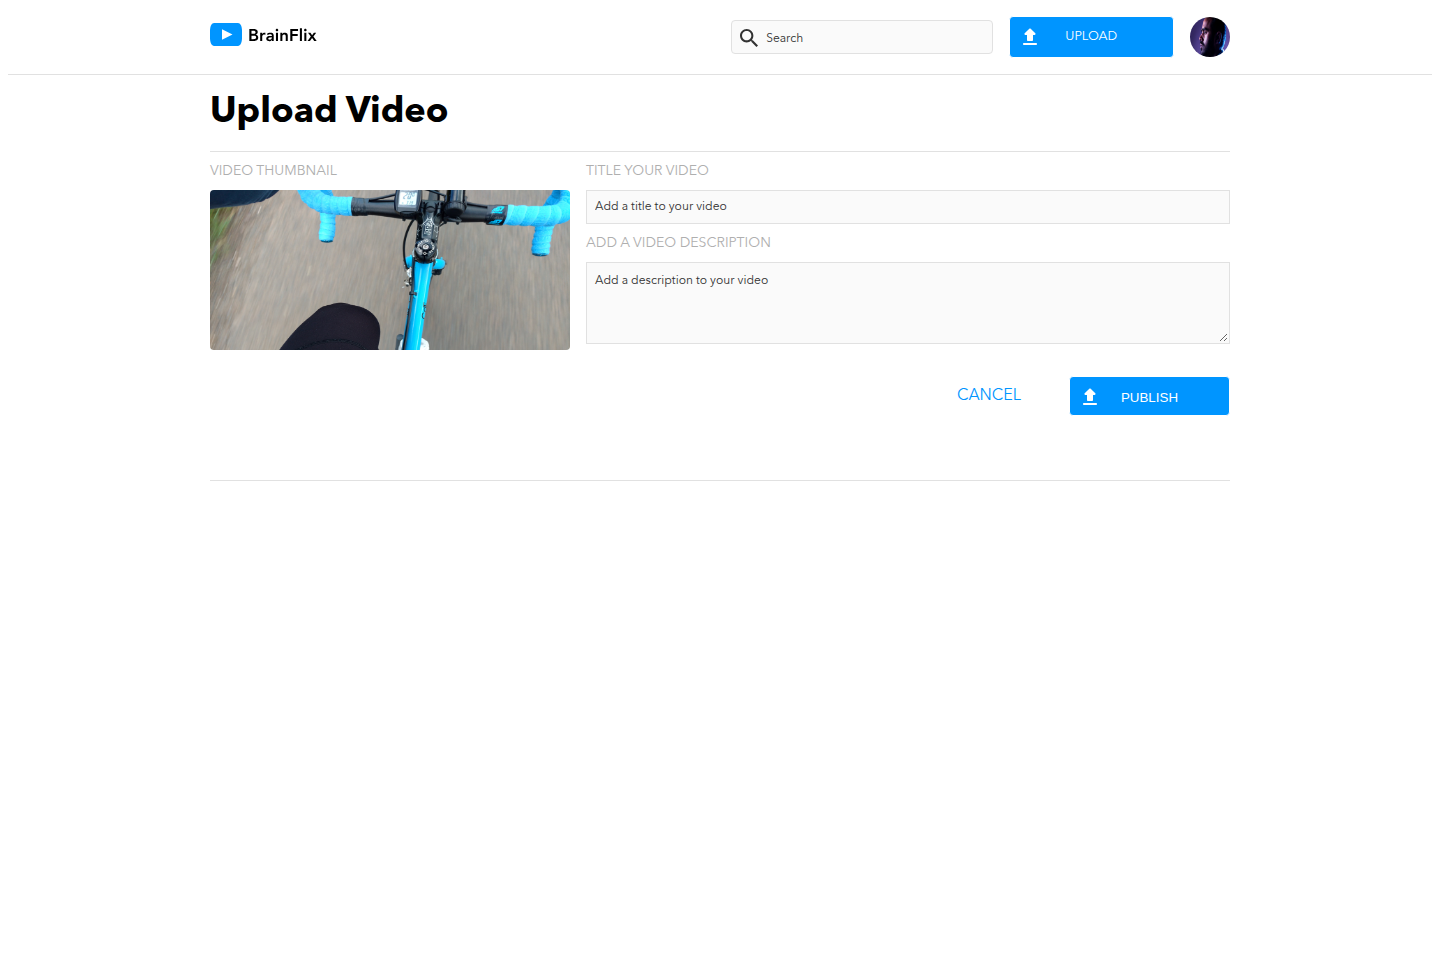 BrainFlix
Search
UPLOAD
Upload Video
VIDEO THUMBNAIL
TITLE YOUR VIDEO
Add a title to your video
ADD A VIDEO DESCRIPTION
Add a description to your video
CANCEL
PUBLISH